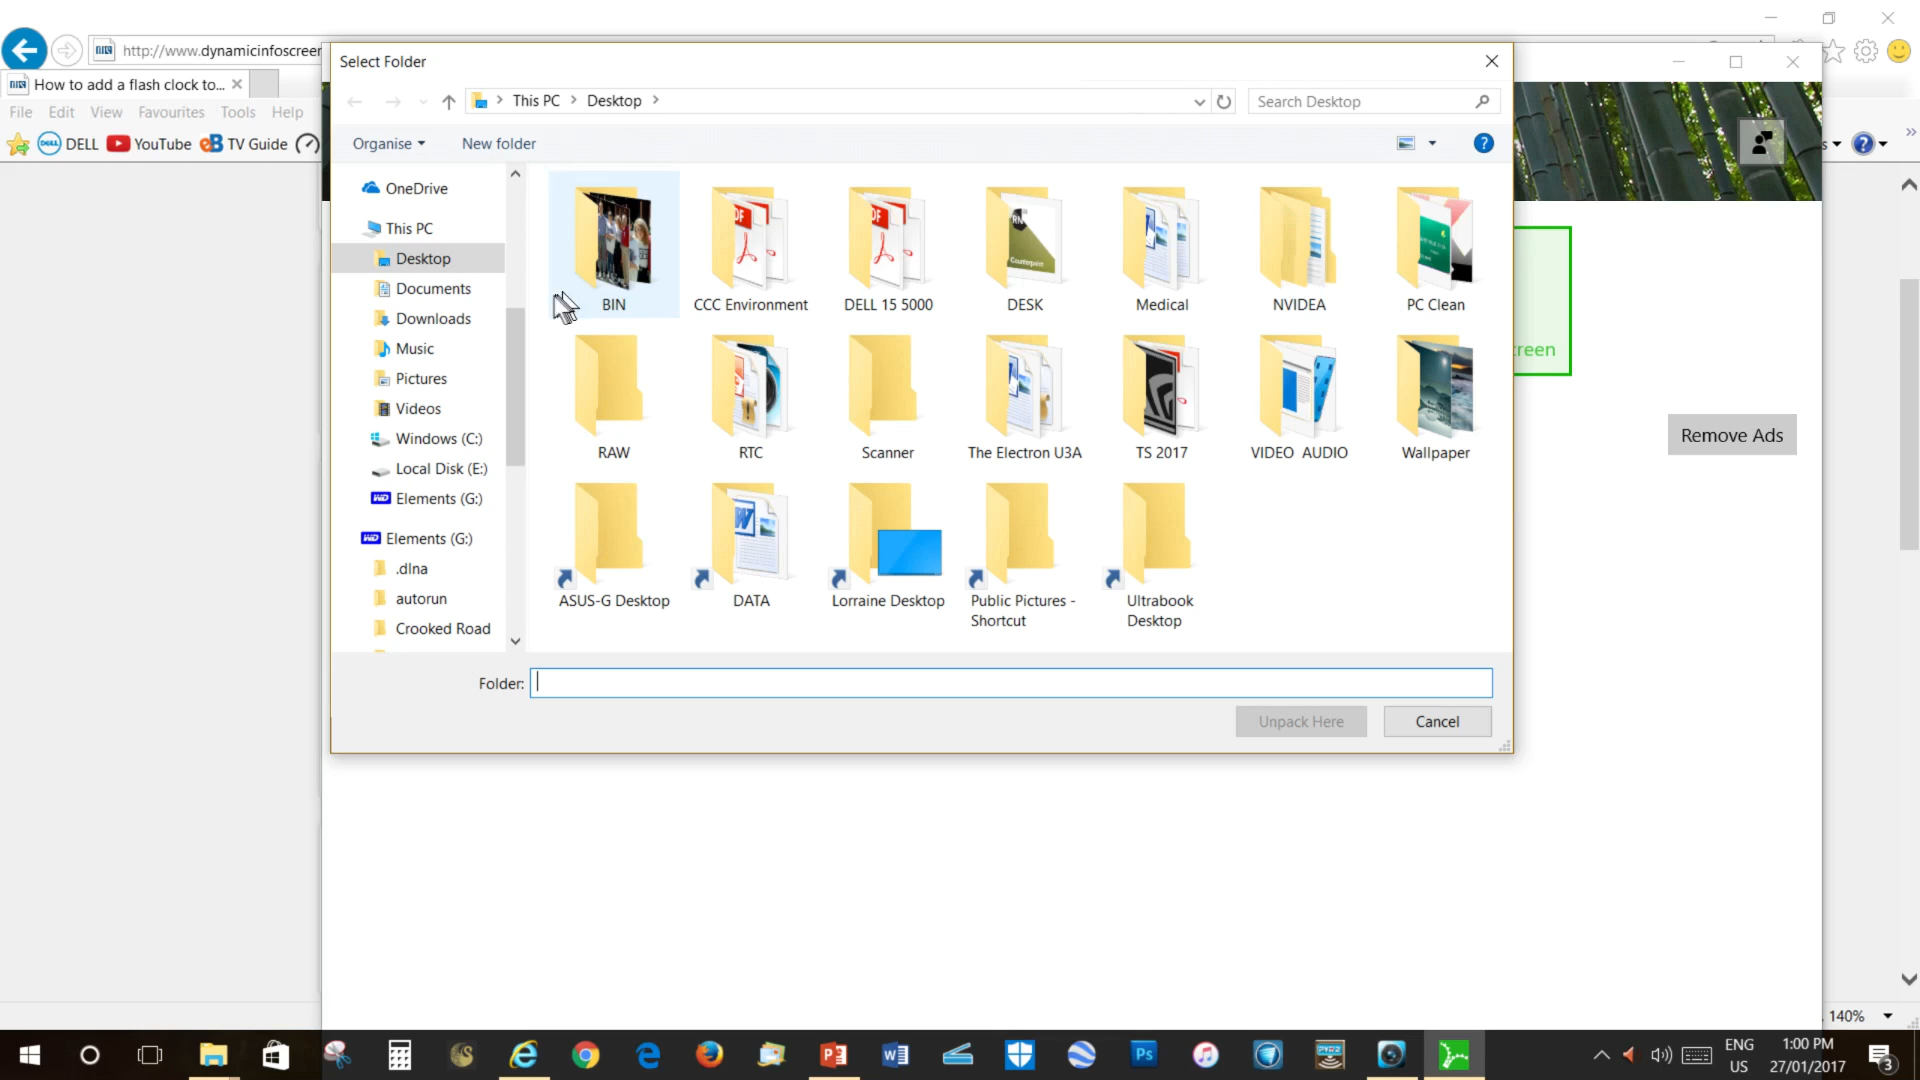 http://www.dynamicinfoscreen
How to add a flash clock to...
File Edit View Favourites Tools Help
DELL YouTube TV Guide
Select Folder
This PC > Desktop >
Search Desktop
Organise New folder
OneDrive
This PC
Desktop
Documents
Downloads
Music
Pictures
Videos
Windows (C:)
Local Disk (E:)
Elements (G:)
Elements (G:)
.dlna
autorun
Crooked Road
BIN CCC Environment DELL 15 5000 DESK Medical NVIDEA PC Clean
RAW RTC Scanner The Electron U3A TS 2017 VIDEO AUDIO Wallpaper
ASUS-G Desktop DATA Lorraine Desktop Public Pictures - Ultrabook
Shortcut Desktop
Folder:
Unpack Here Cancel
creen
Remove Ads
140%
ENG 1:00 PM
US 27/01/2017
3